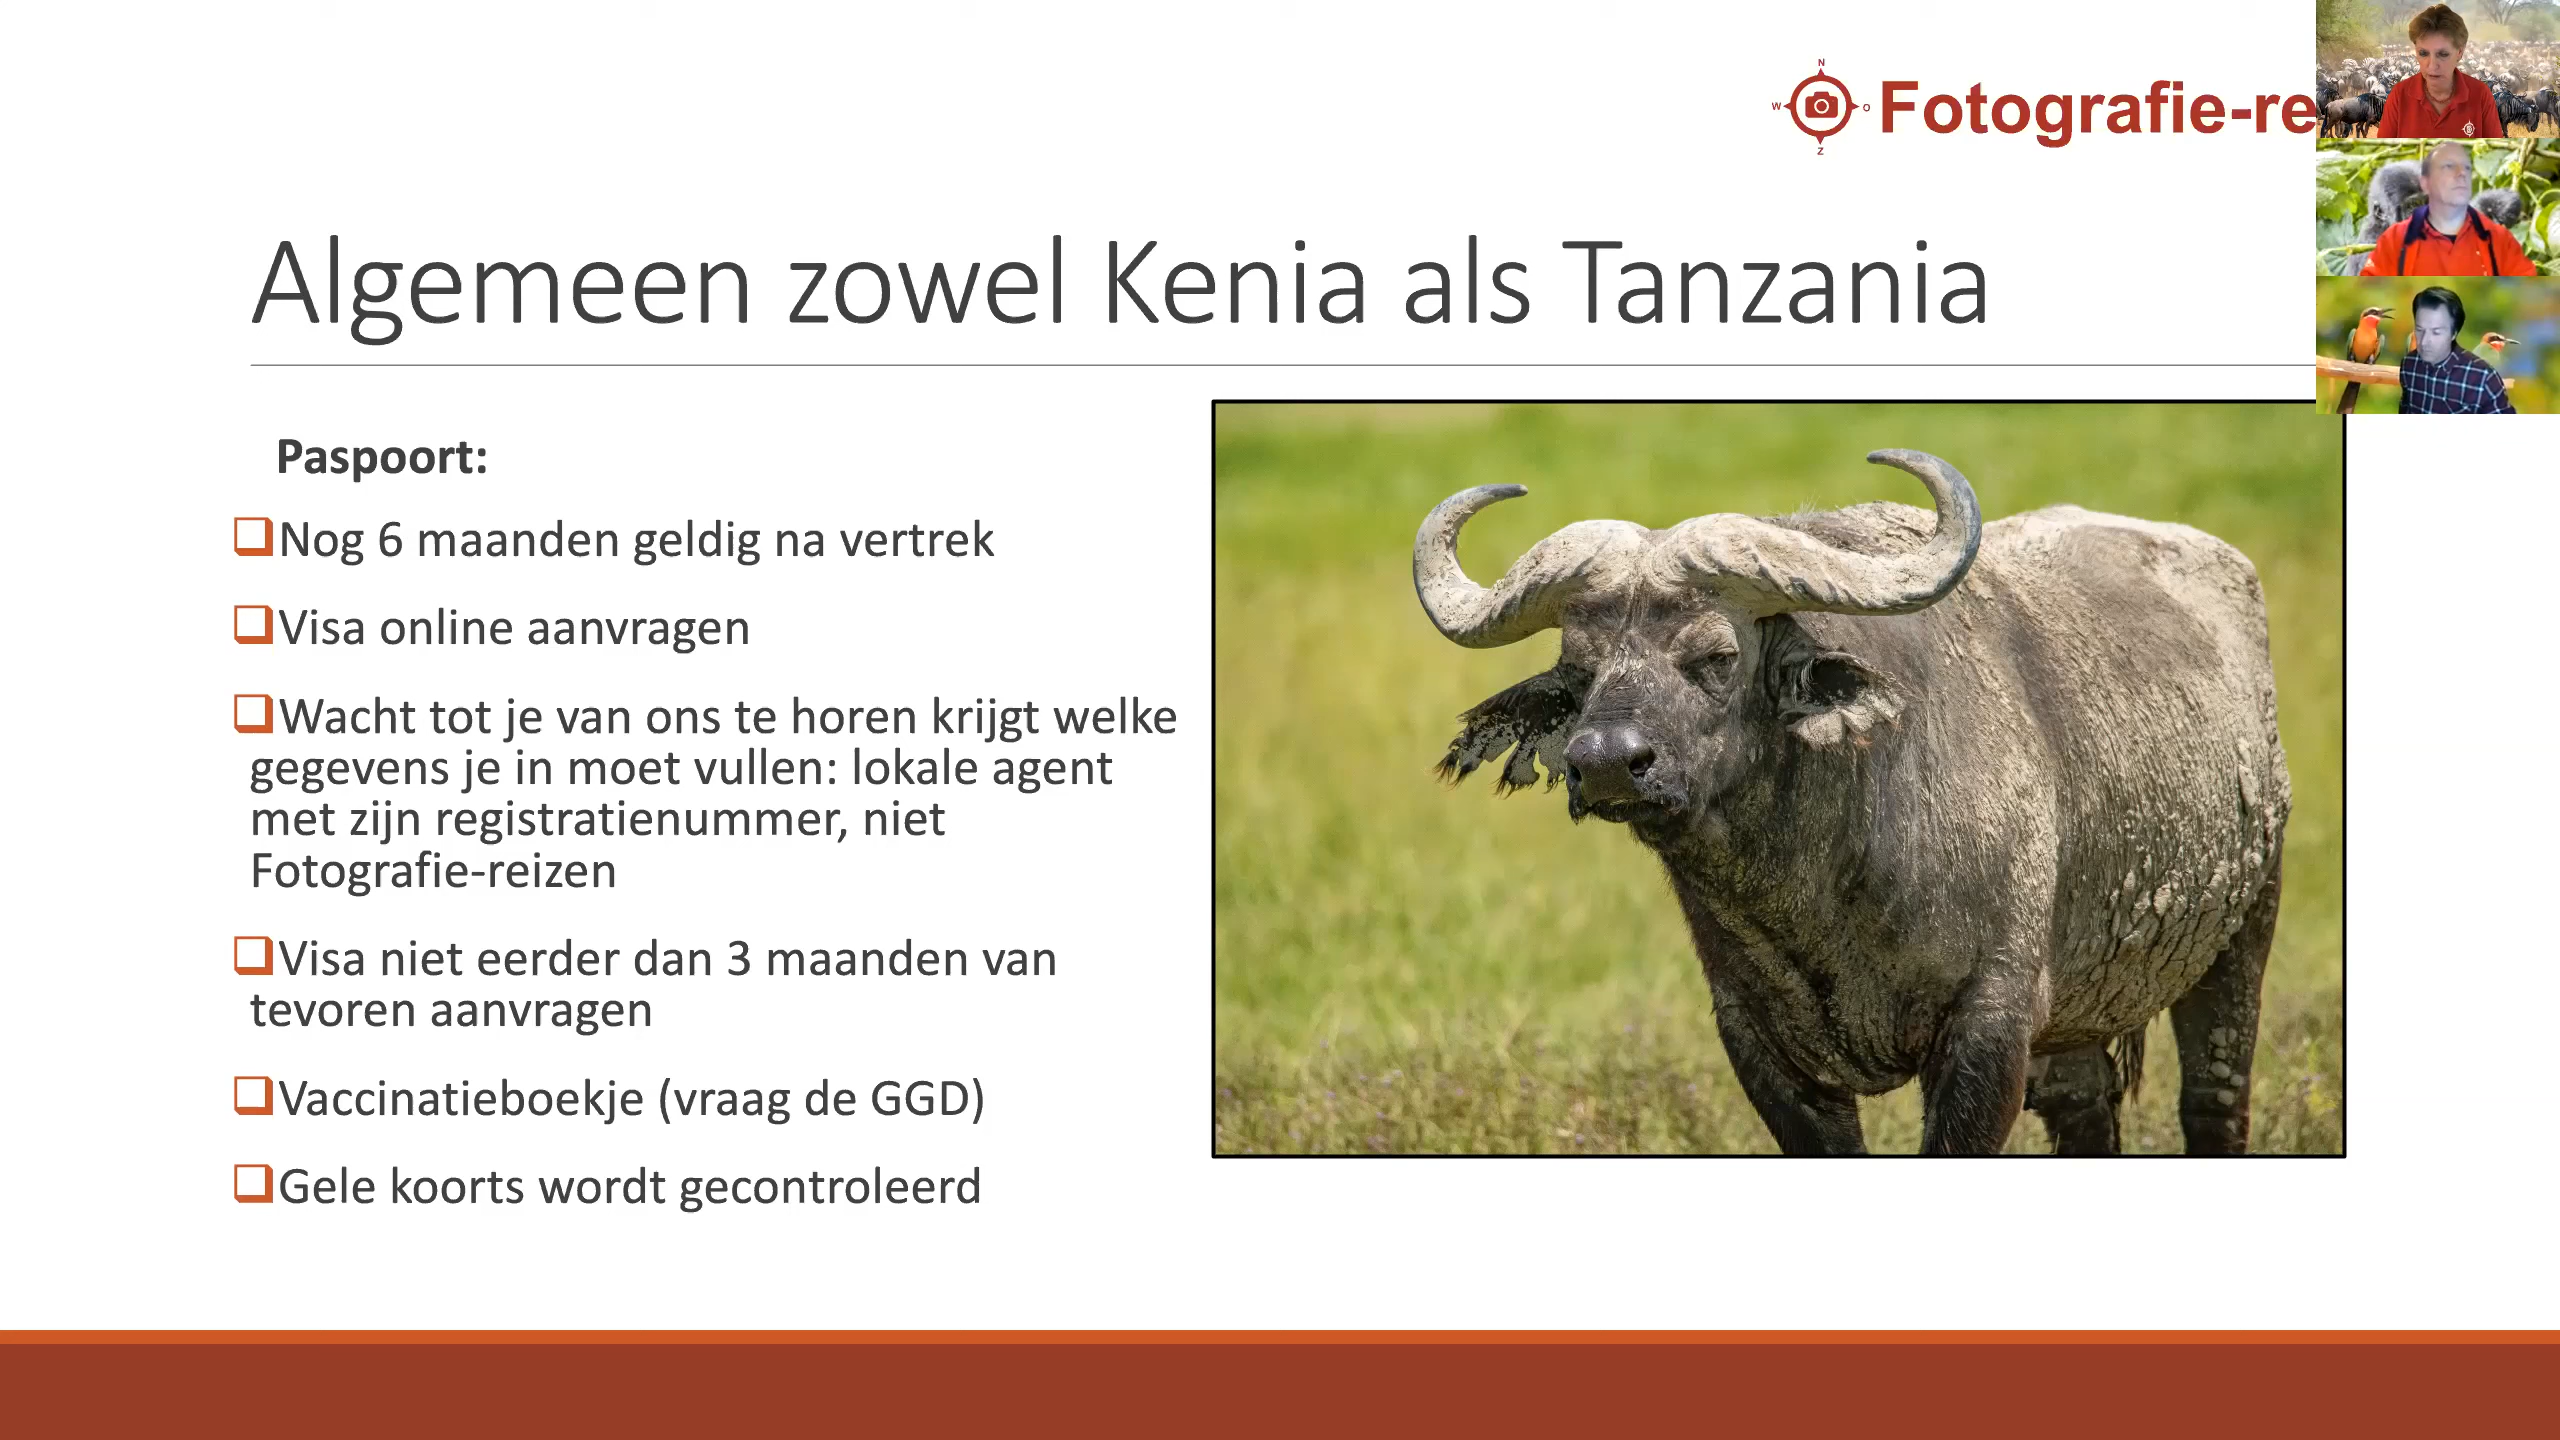 N
W
O
Z
Fotografie-re
Algemeen zowel Kenia als Tanzania
Paspoort:
Nog 6 maanden geldig na vertrek
Visa online aanvragen
Wacht tot je van ons te horen krijgt welke
gegevens je in moet vullen: lokale agent
met zijn registratienummer, niet
Fotografie-reizen
Visa niet eerder dan 3 maanden van
tevoren aanvragen
Vaccinatieboekje (vraag de GGD)
Gele koorts wordt gecontroleerd